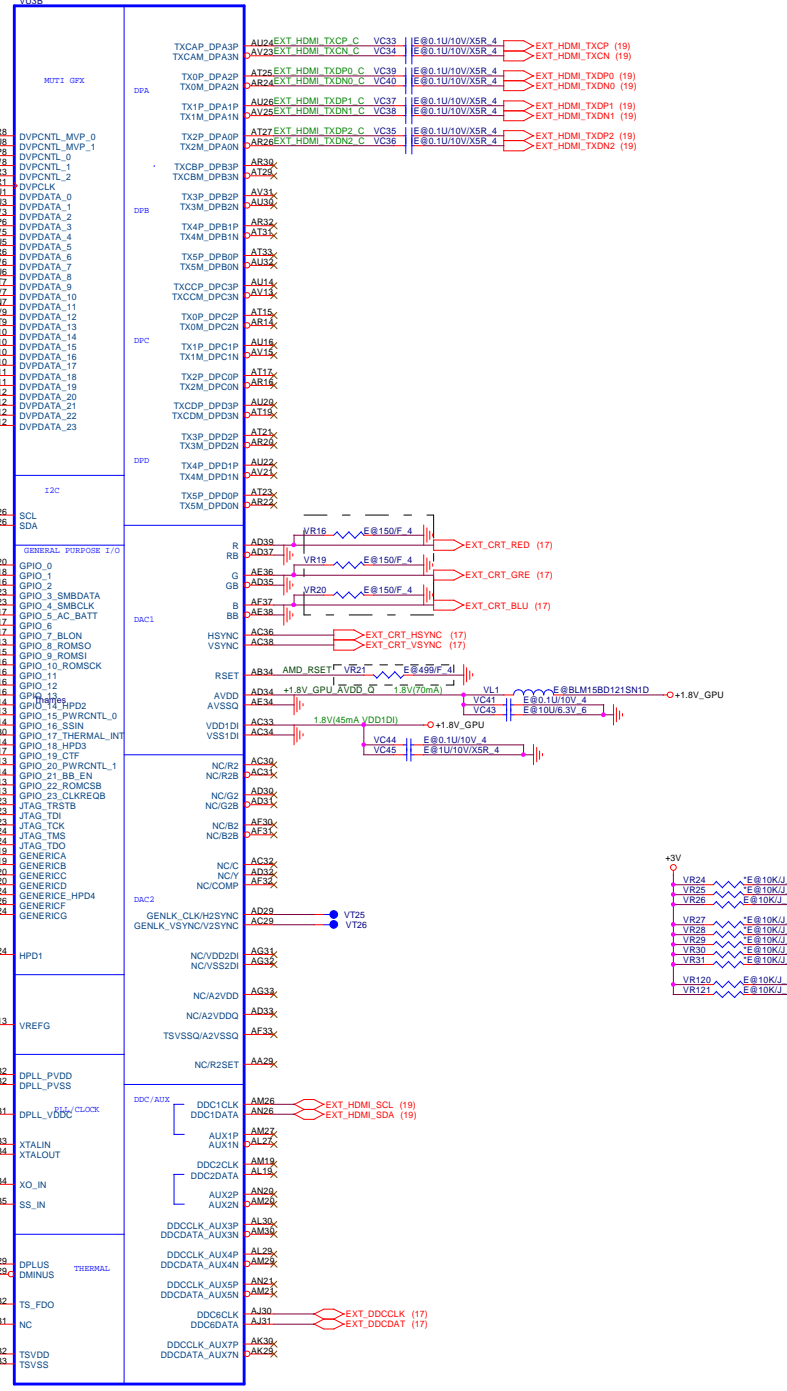 VU3B
MUTI GFX
DVPCNTL_MVP_0
DVPCNTL_MVP_1
DVPCNTL_0
DVPCNTL_1
DVPCNTL_2
DVPCLK
DVPDATA_0
DVPDATA_1
DVPDATA_2
DVPDATA_3
DVPDATA_4
DVPDATA_5
DVPDATA_6
DVPDATA_7
DVPDATA_8
DVPDATA_9
DVPDATA_10
DVPDATA_11
DVPDATA_12
DVPDATA_13
DVPDATA_14
DVPDATA_15
DVPDATA_16
DVPDATA_17
DVPDATA_18
DVPDATA_19
DVPDATA_20
DVPDATA_21
DVPDATA_22
DVPDATA_23
I2C
SCL
SDA
GENERAL PURPOSE I/O
GPIO_0
GPIO_1
GPIO_2
GPIO_3_SMBDATA
GPIO_4_SMBCLK
GPIO_5_AC_BATT
GPIO_6
GPIO_7_BLON
GPIO_8_ROMSO
GPIO_9_ROMSI
GPIO_10_ROMSCK
GPIO_11
GPIO_12
GPIO_13
thames
GPIO_14_HPD2
GPIO_15_PWRCNTL_0
GPIO_16_SSIN
GPIO_17_THERMAL_INT
GPIO_18_HPD3
GPIO_19_CTF
GPIO_20_PWRCNTL_1
GPIO_21_BB_EN
GPIO_22_ROMCSB
GPIO_23_CLKREQB
JTAG_TRSTB
JTAG_TDI
JTAG_TCK
JTAG_TMS
JTAG_TDO
GENERICA
GENERICB
GENERICC
GENERICD
GENERICE_HPD4
GENERICF
GENERICG
HPD1
VREFG
DPLL_PVDD
DPLL_PVSS
PLL/CLOCK
DPLL_VDDC
XTALIN
XTALOUT
XO_IN
SS_IN
THERMAL
DPLUS
DMINUS
TS_FDO
NC
TSVDD
TSVSS
DPA
TXCAP_DPA3P AU24 EXT_HDMI_TXCP_C VC33 E@0.1U/10V/X5R_4 EXT_HDMI_TXCP (19)
TXCAM_DPA3N AV23 EXT_HDMI_TXCN_C VC34 E@0.1U/10V/X5R_4 EXT_HDMI_TXCN (19)
TX0P_DPA2P AT25 EXT_HDMI_TXDP0_C VC39 E@0.1U/10V/X5R_4 EXT_HDMI_TXDP0 (19)
TX0M_DPA2N AR24 EXT_HDMI_TXDN0_C VC40 E@0.1U/10V/X5R_4 EXT_HDMI_TXDN0 (19)
TX1P_DPA1P AU26 EXT_HDMI_TXDP1_C VC37 E@0.1U/10V/X5R_4 EXT_HDMI_TXDP1 (19)
TX1M_DPA1N AV25 EXT_HDMI_TXDN1_C VC38 E@0.1U/10V/X5R_4 EXT_HDMI_TXDN1 (19)
TX2P_DPA0P AT27 EXT_HDMI_TXDP2_C VC35 E@0.1U/10V/X5R_4 EXT_HDMI_TXDP2 (19)
TX2M_DPA0N AR26 EXT_HDMI_TXDN2_C VC36 E@0.1U/10V/X5R_4 EXT_HDMI_TXDN2 (19)
DPB
TXCBP_DPB3P AR30
TXCBM_DPB3N AT29
TX3P_DPB2P AV31
TX3M_DPB2N AU30
TX4P_DPB1P AR32
TX4M_DPB1N AT31
TX5P_DPB0P AT33
TX5M_DPB0N AU32
DPC
TXCCP_DPC3P AU14
TXCCM_DPC3N AV13
TX0P_DPC2P AT15
TX0M_DPC2N AR14
TX1P_DPC1P AU16
TX1M_DPC1N AV15
TX2P_DPC0P AT17
TX2M_DPC0N AR16
DPD
TXCDP_DPD3P AU20
TXCDM_DPD3N AT19
TX3P_DPD2P AT21
TX3M_DPD2N AR20
TX4P_DPD1P AU22
TX4M_DPD1N AV21
TX5P_DPD0P AT23
TX5M_DPD0N AR22
DAC1
VR16 E@150/F_4
R AD39 EXT_CRT_RED (17)
RB AD37
VR19 E@150/F_4
G AE36 EXT_CRT_GRE (17)
GB AD35
VR20 E@150/F_4
B AF37 EXT_CRT_BLU (17)
BB AE38
HSYNC AC36 EXT_CRT_HSYNC (17)
VSYNC AC38 EXT_CRT_VSYNC (17)
RSET AB34 AMD_RSET VR21 E@499/F_4
AVDD AD34 +1.8V_GPU_AVDD_Q 1.8V(70mA) VL1 E@BLM15BD121SN1D +1.8V_GPU
AVSSQ AE34 VC41 E@0.1U/10V_4
VC43 E@10U/6.3V_6
VDD1DI AC33 1.8V(45mA VDD1DI) +1.8V_GPU
VSS1DI AC34 VC44 E@0.1U/10V_4
VC45 E@1U/10V/X5R_4
DAC2
NC/R2 AC30
NC/R2B AC31
NC/G2 AD30
NC/G2B AD31
NC/B2 AF30
NC/B2B AF31
NC/C AC32
NC/Y AD32
NC/COMP AF32
GENLK_CLK/H2SYNC AD29 VT25
GENLK_VSYNC/V2SYNC AC29 VT26
NC/VDD2DI AG31
NC/VSS2DI AG32
NC/A2VDD AG33
NC/A2VDDQ AD33
TSVSSQ/A2VSSQ AF33
NC/R2SET AA29
DDC/AUX
DDC1CLK AM26 EXT_HDMI_SCL (19)
DDC1DATA AN26 EXT_HDMI_SDA (19)
AUX1P AM27
AUX1N AL27
DDC2CLK AM19
DDC2DATA AL19
AUX2P AN20
AUX2N AM20
DDCCLK_AUX3P AL30
DDCDATA_AUX3N AM30
DDCCLK_AUX4P AL29
DDCDATA_AUX4N AM29
DDCCLK_AUX5P AN21
DDCDATA_AUX5N AM21
DDC6CLK AJ30 EXT_DDCCLK (17)
DDC6DATA AJ31 EXT_DDCDAT (17)
DDCCLK_AUX7P AK30
DDCDATA_AUX7N AK29
+3V
VR24 *E@10K/J
VR25 *E@10K/J
VR26 E@10K/J
VR27 *E@10K/J
VR28 *E@10K/J
VR29 *E@10K/J
VR30 *E@10K/J
VR31 *E@10K/J
VR120 E@10K/J
VR121 E@10K/J